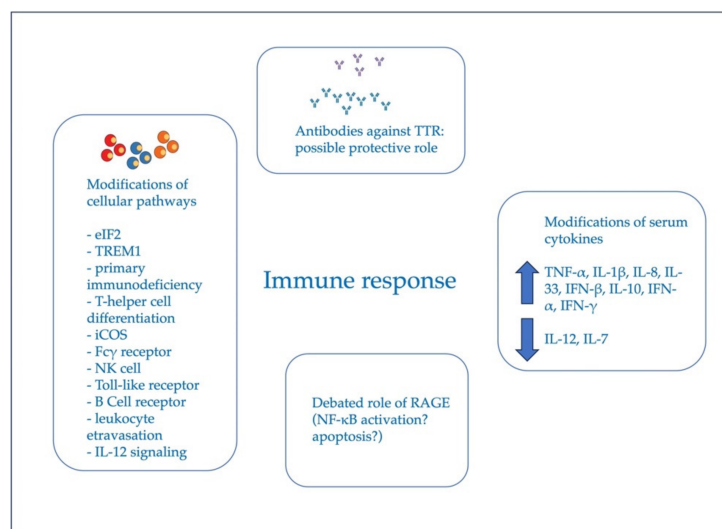 Antibodies against TTR:
possible protective role
Modifications of
cellular pathways
- eIF2
- TREM1
- primary
immunodeficiency
- T-helper cell
differentiation
- iCOS
- Fcγ receptor
- NK cell
- Toll-like receptor
- B Cell receptor
- leukocyte
etravasation
- IL-12 signaling
Immune response
Modifications of serum
cytokines
TNF-α, IL-1β, IL-8, IL-
33, IFN-β, IL-10, IFN-
α, IFN-γ
IL-12, IL-7
Debated role of RAGE
(NF-κB activation?
apoptosis?)